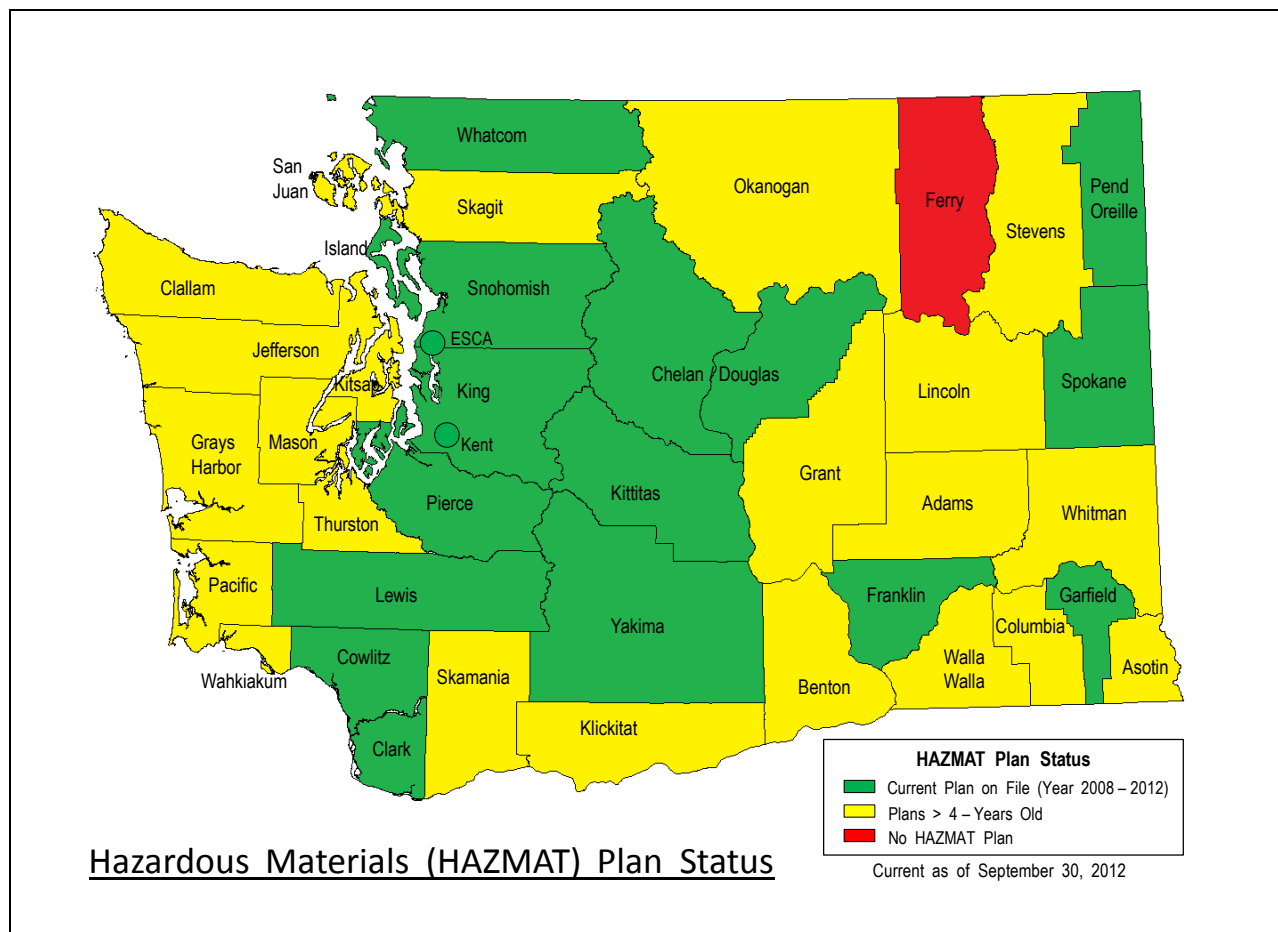 Whatcom
San
Juan
Skagit
Okanogan
Ferry
Stevens
Pend
Oreille
Island
Clallam
Snohomish
ESCA
Jefferson
Kitsap
King
Chelan
Douglas
Lincoln
Spokane
Grays
Harbor
Mason
Kent
Grant
Kittitas
Adams
Whitman
Pierce
Thurston
Pacific
Lewis
Yakima
Franklin
Garfield
Columbia
Cowlitz
Wahkiakum
Skamania
Benton
Walla
Walla
Asotin
Klickitat
Clark
HAZMAT Plan Status
Current Plan on File (Year 2008 – 2012)
Plans > 4 – Years Old
No HAZMAT Plan
Hazardous Materials (HAZMAT) Plan Status
Current as of September 30, 2012